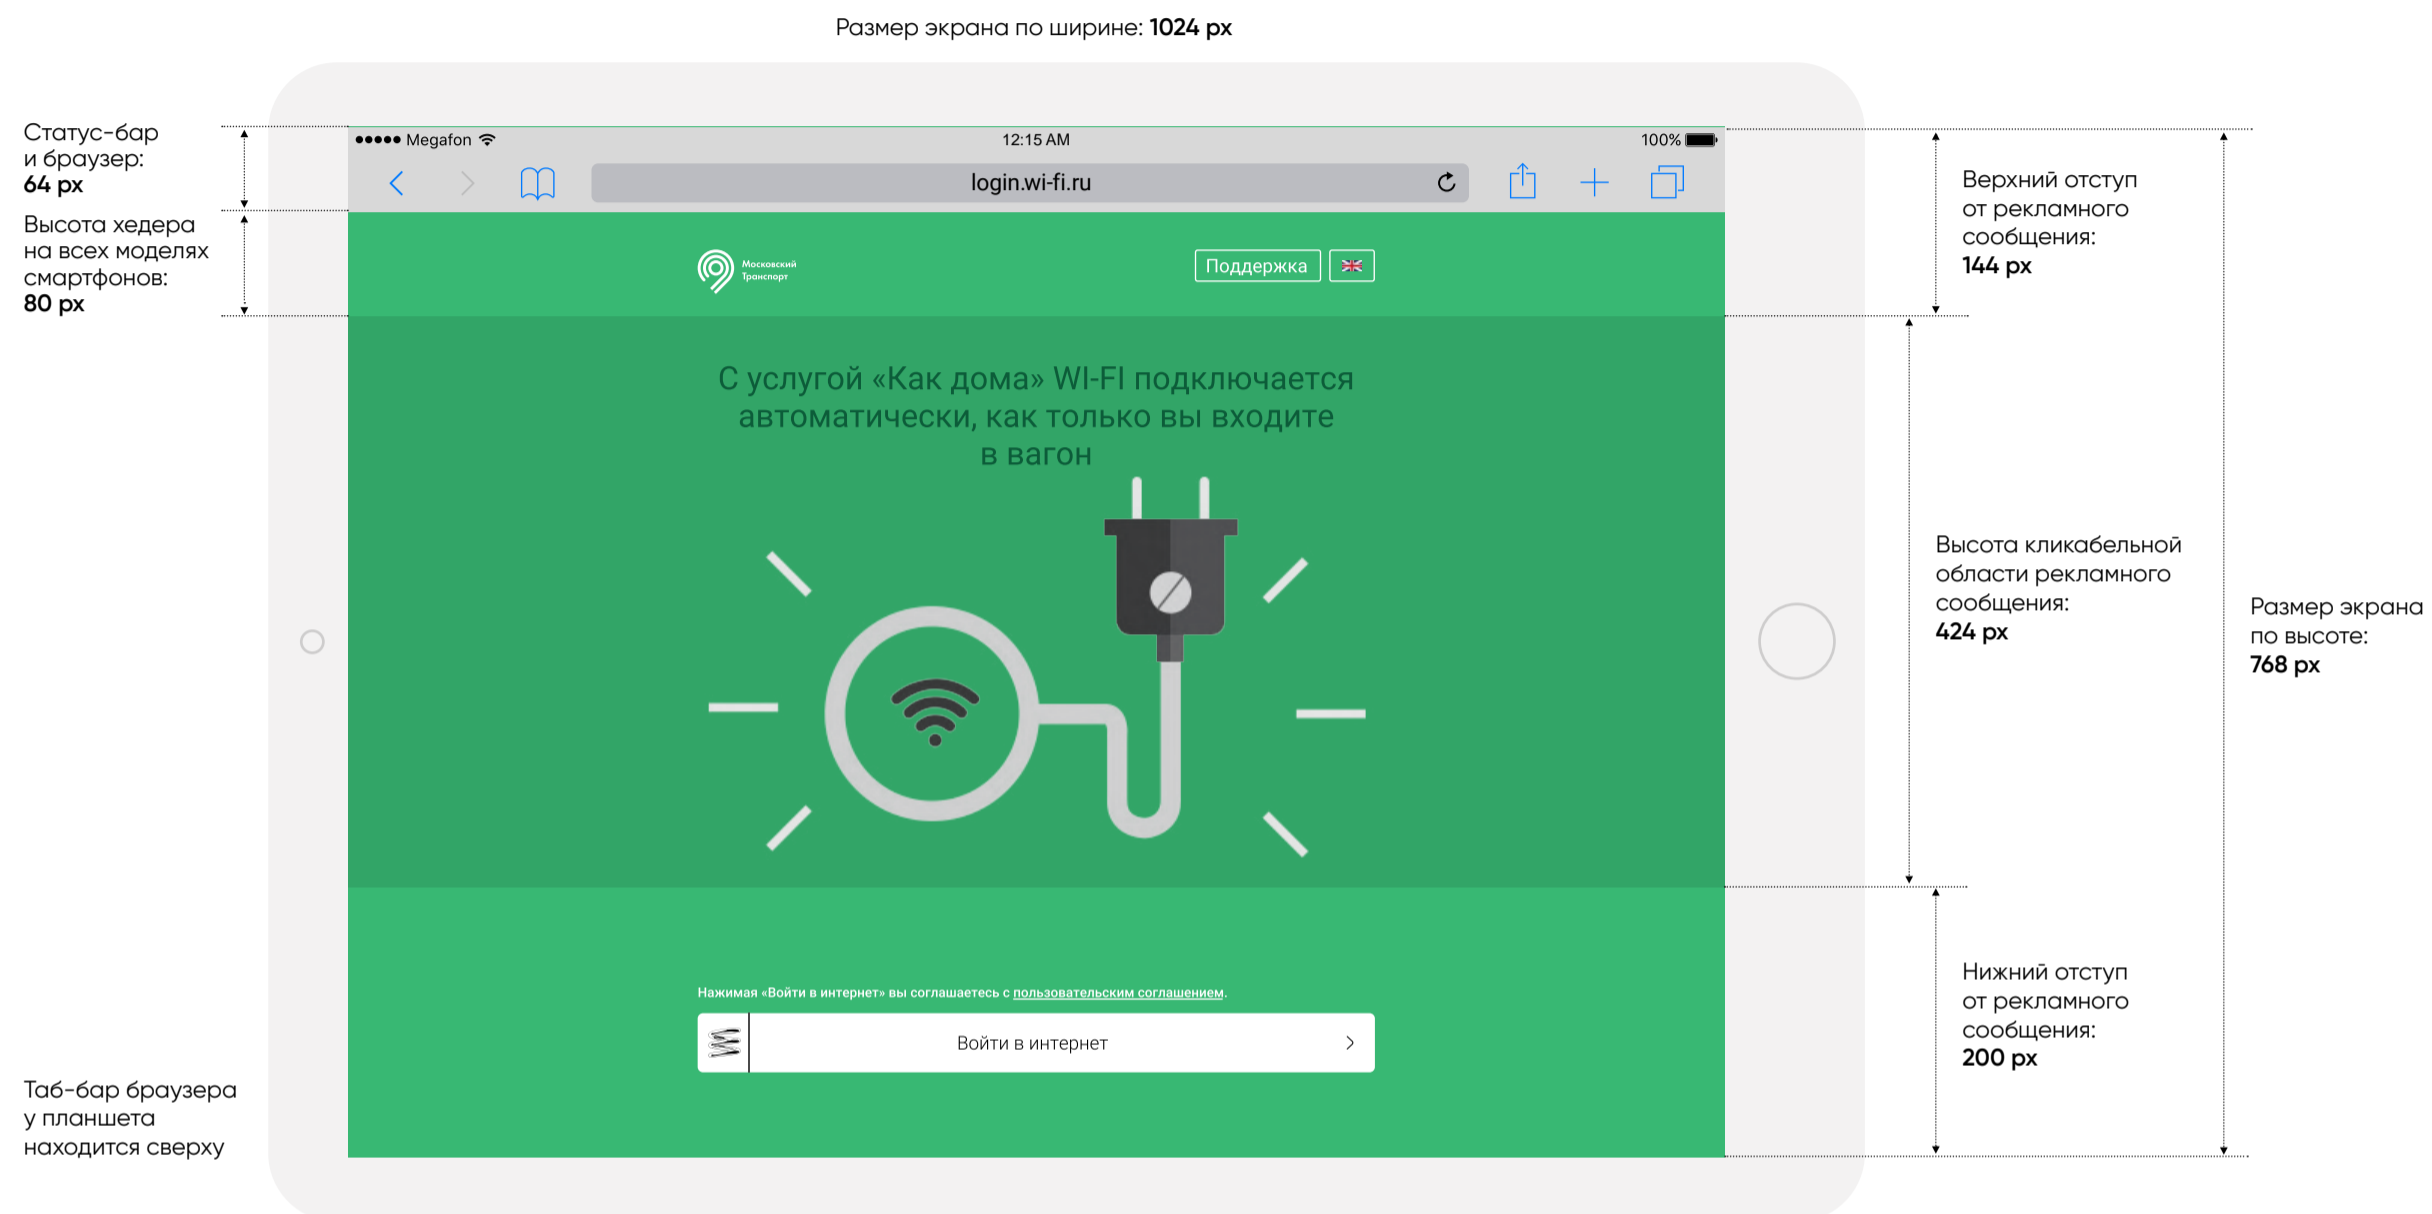 Размер экрана по ширине: 1024 px
Статус-бар
и браузер:
64 px
Высота хедера
на всех моделях
смартфонов:
80 px
Таб-бар браузера
у планшета
находится сверху
Megafon
12:15 AM
100%
login.wi-fi.ru
Московский
Транспорт
Поддержка
С услугой «Как дома» WI-FI подключается
автоматически, как только вы входите
в вагон
Нажимая «Войти в интернет» вы соглашаетесь с пользовательским соглашением.
Войти в интернет
Верхний отступ
от рекламного
сообщения:
144 px
Высота кликабельной
области рекламного
сообщения:
424 px
Нижний отступ
от рекламного
сообщения:
200 px
Размер экрана
по высоте:
768 px